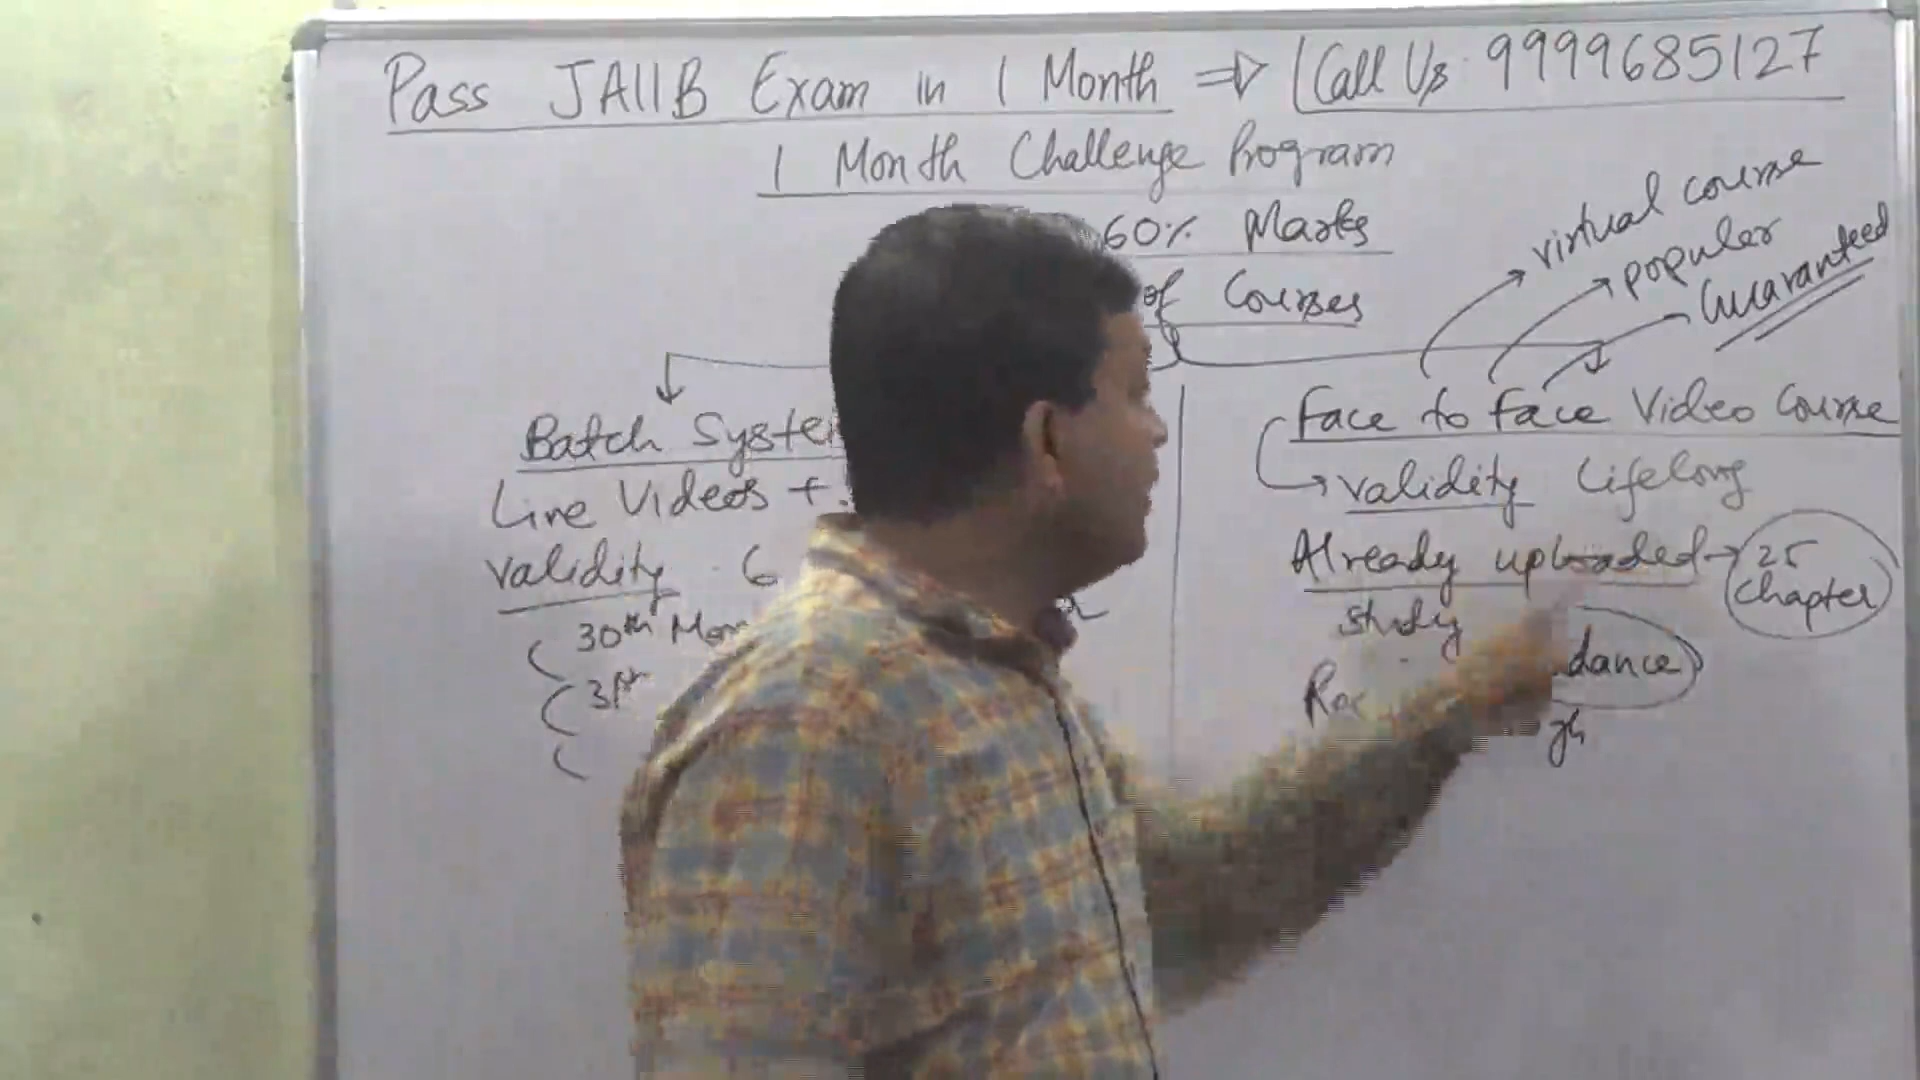 Pass JAIIB Exam in 1 Month ⇒ Call Us: 9999685127
1 Month Challenge Program
60% Marks
of Courses
virtual course
populer
Guaranteed
Batch System
Live Videos +
validity 6
30th Mon
31st
Face to face Video Course
validity Lifelong
Already uploaded → 25 Chapter
study
dance
gh